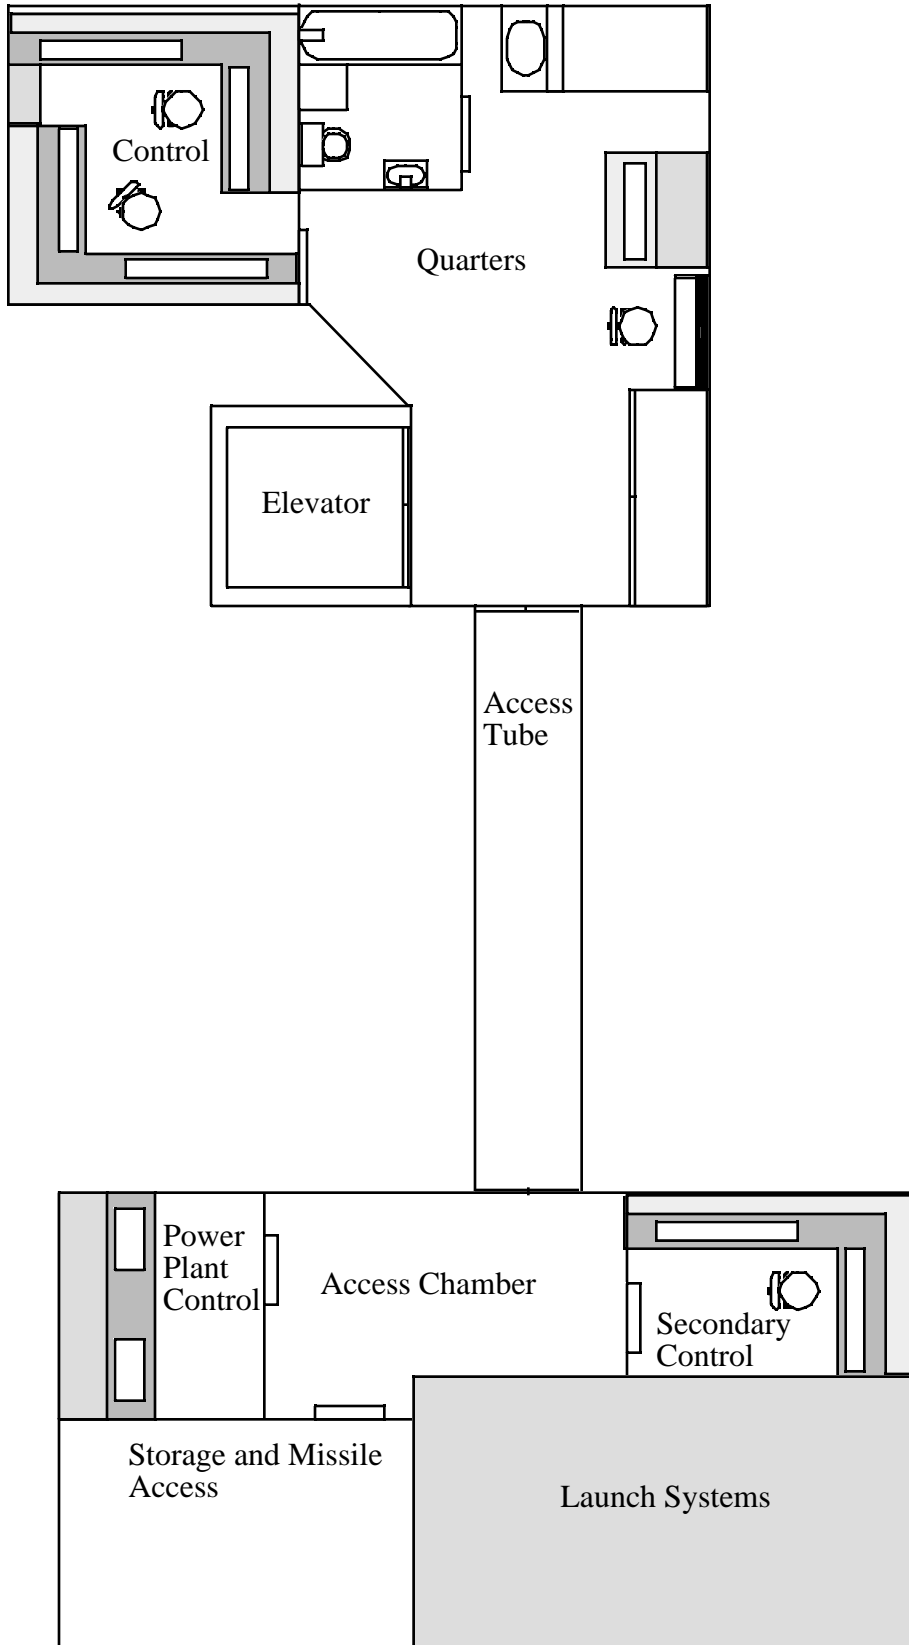 Control
Quarters
Elevator
Access
Tube
Power
Plant
Control
Access Chamber
Secondary
Control
Storage and Missile
Access
Launch Systems